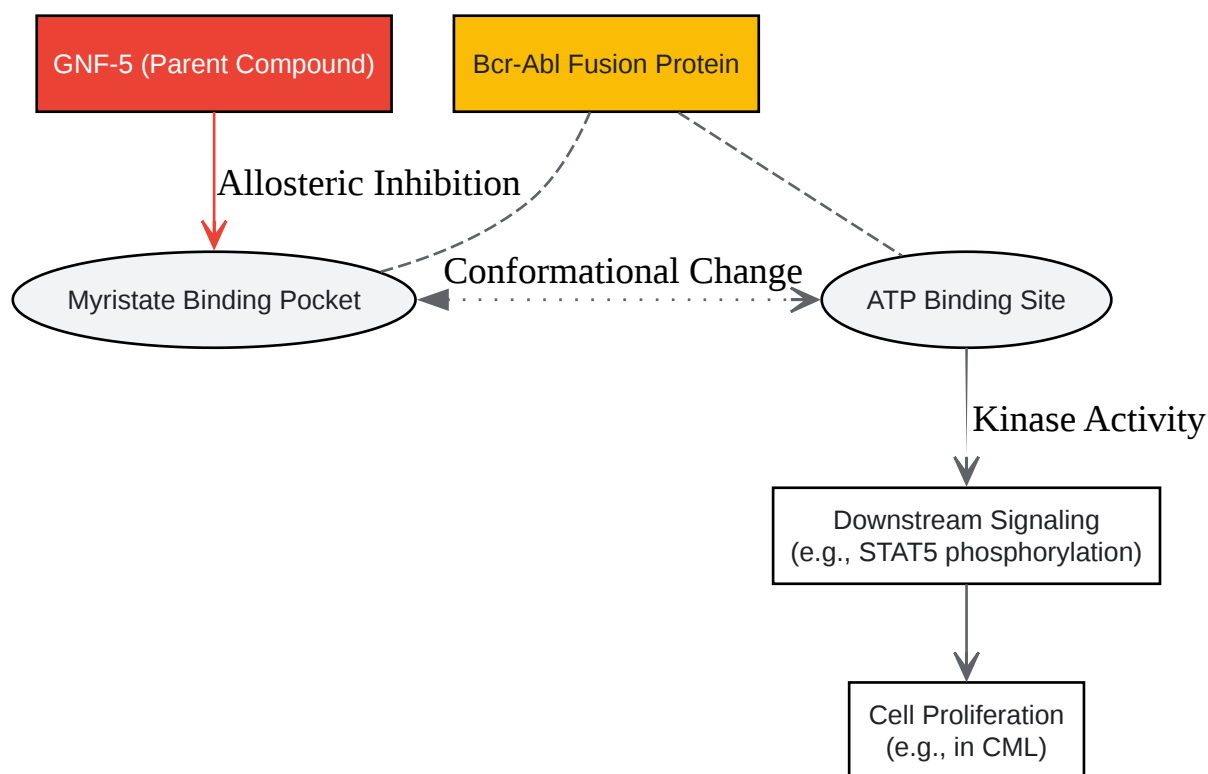 GNF-5 (Parent Compound)
Bcr-Abl Fusion Protein
Allosteric Inhibition
Conformational Change
Myristate Binding Pocket
ATP Binding Site
Kinase Activity
Downstream Signaling
(e.g., STAT5 phosphorylation)
Cell Proliferation
(e.g., in CML)